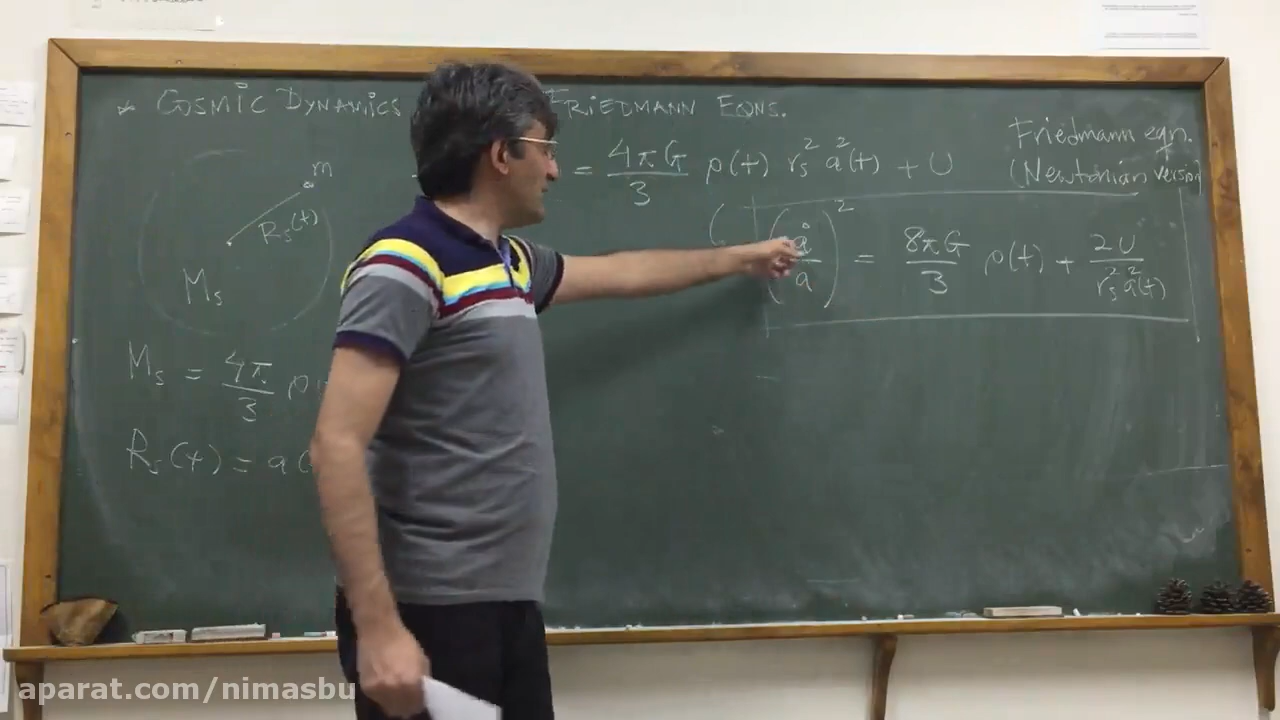 * COSMIC DYNAMICS FRIEDMANN EQNS.
m
R_s(t)
M_s
= 4πG/3 ρ(t) r_s² a²(t) + U
Friedmann eqn.
(Newtonian version)
(ȧ/a)² = 8πG/3 ρ(t) + 2U/(r_s² a²(t))
M_s = 4π/3 ρ
R_s(t) = a(
aparat.com/nimasbu